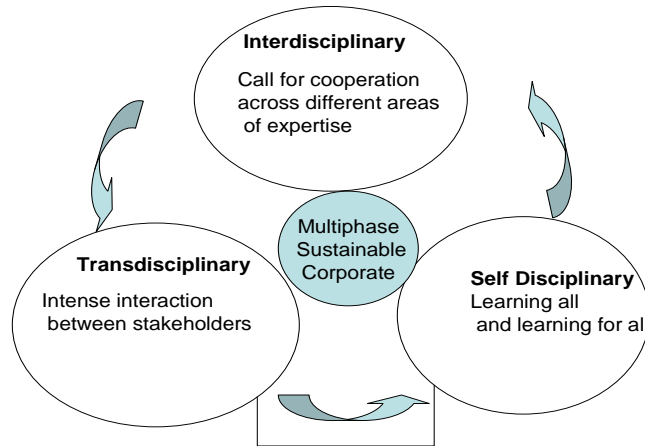 Interdisciplinary
Call for cooperation
across different areas
of expertise
Multiphase
Sustainable
Corporate
Transdisciplinary
Intense interaction
between stakeholders
Self Disciplinary
Learning all
and learning for al